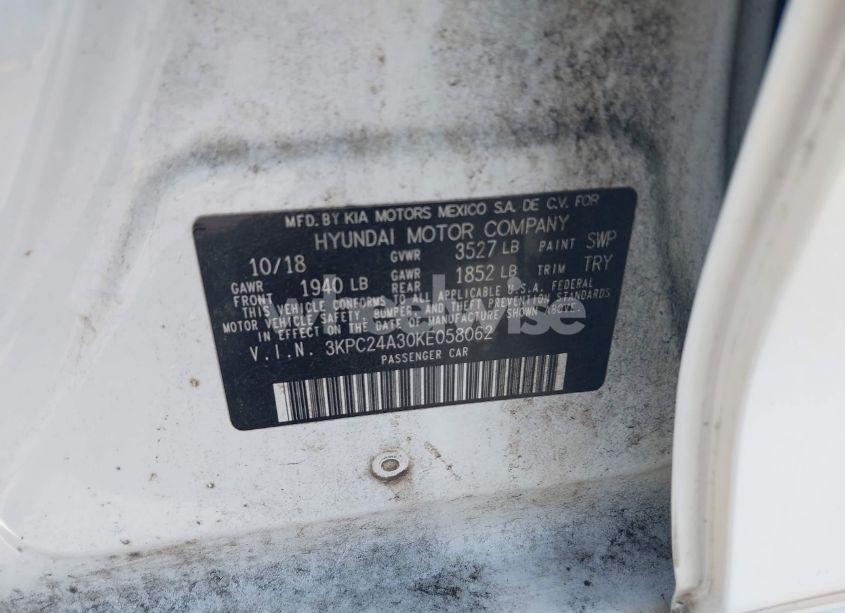 MFD. BY KIA MOTORS MEXICO S.A. DE C.V. FOR
HYUNDAI MOTOR COMPANY
10/18 GVWR 3527 LB PAINT SWP
GAWR FRONT 1940 LB GAWR REAR 1852 LB TRIM TRY
THIS VEHICLE CONFORMS TO ALL APPLICABLE U.S.A. FEDERAL
MOTOR VEHICLE SAFETY, BUMPER, AND THEFT PREVENTION STANDARDS
IN EFFECT ON THE DATE OF MANUFACTURE SHOWN ABOVE.
V.I.N. 3KPC24A30KE058062
PASSENGER CAR